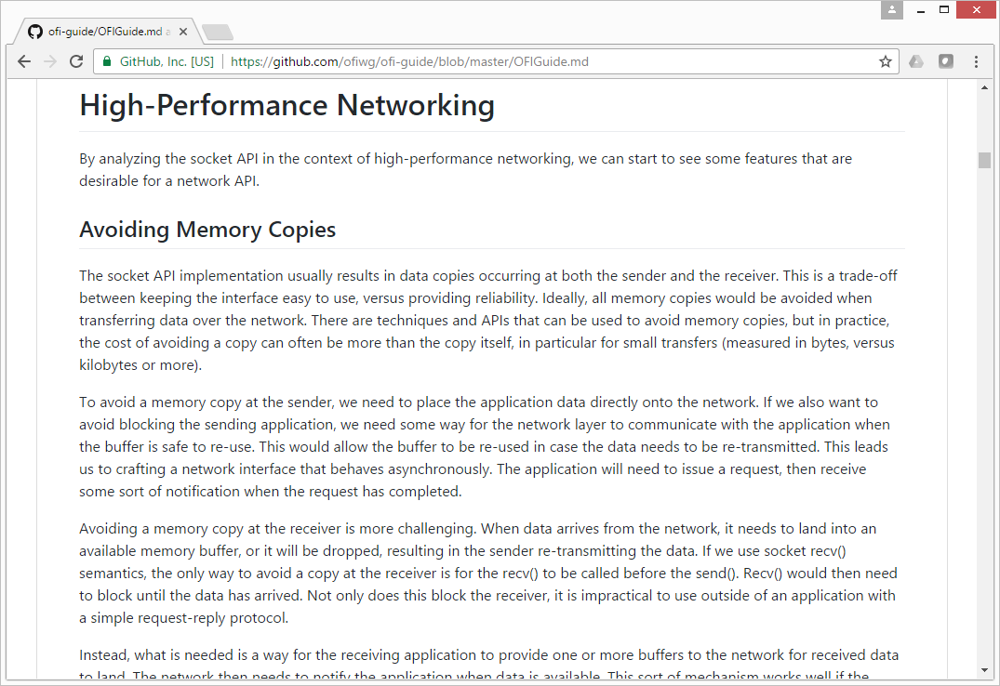 ofi-guide/OFIGuide.md a
GitHub, Inc. [US] https://github.com/ofiwg/ofi-guide/blob/master/OFIGuide.md
High-Performance Networking
By analyzing the socket API in the context of high-performance networking, we can start to see some features that are
desirable for a network API.
Avoiding Memory Copies
The socket API implementation usually results in data copies occurring at both the sender and the receiver. This is a trade-off
between keeping the interface easy to use, versus providing reliability. Ideally, all memory copies would be avoided when
transferring data over the network. There are techniques and APIs that can be used to avoid memory copies, but in practice,
the cost of avoiding a copy can often be more than the copy itself, in particular for small transfers (measured in bytes, versus
kilobytes or more).
To avoid a memory copy at the sender, we need to place the application data directly onto the network. If we also want to
avoid blocking the sending application, we need some way for the network layer to communicate with the application when
the buffer is safe to re-use. This would allow the buffer to be re-used in case the data needs to be re-transmitted. This leads
us to crafting a network interface that behaves asynchronously. The application will need to issue a request, then receive
some sort of notification when the request has completed.
Avoiding a memory copy at the receiver is more challenging. When data arrives from the network, it needs to land into an
available memory buffer, or it will be dropped, resulting in the sender re-transmitting the data. If we use socket recv()
semantics, the only way to avoid a copy at the receiver is for the recv() to be called before the send(). Recv() would then need
to block until the data has arrived. Not only does this block the receiver, it is impractical to use outside of an application with
a simple request-reply protocol.
Instead, what is needed is a way for the receiving application to provide one or more buffers to the network for received data
to land. The network then needs to notify the application when data is available. This sort of mechanism works well if the